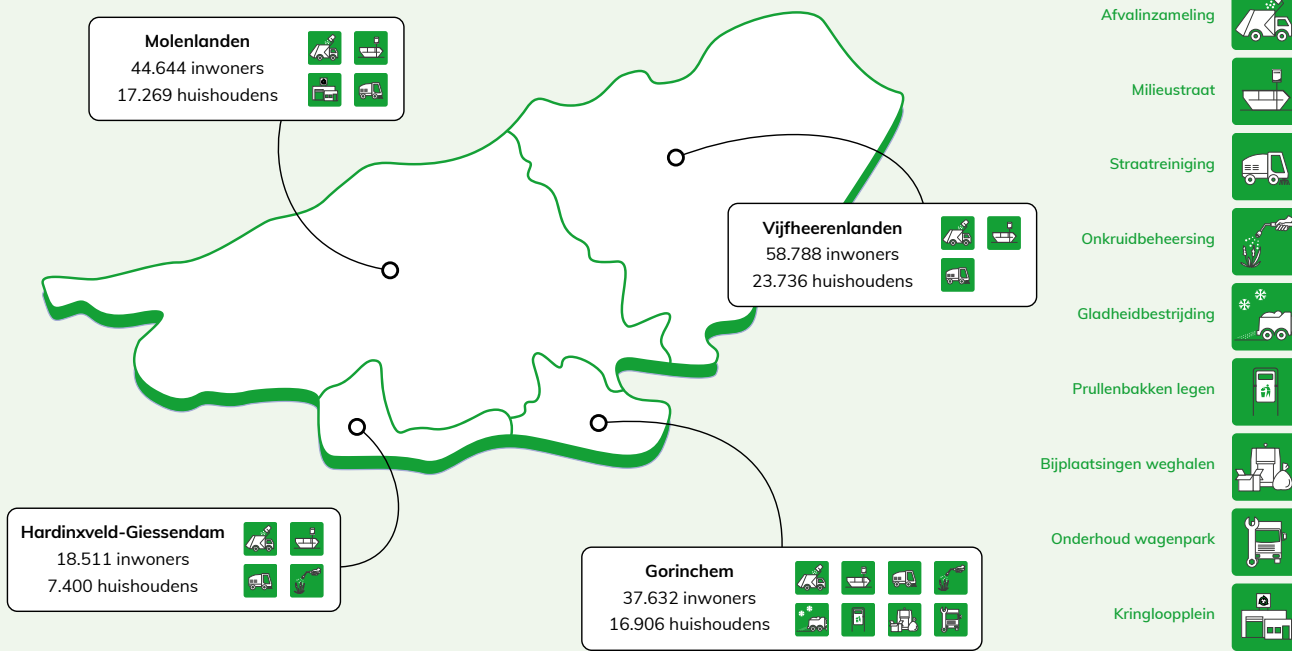 Molenlanden
44.644 inwoners
17.269 huishoudens
Vijfheerenlanden
58.788 inwoners
23.736 huishoudens
Hardinxveld-Giessendam
18.511 inwoners
7.400 huishoudens
Gorinchem
37.632 inwoners
16.906 huishoudens
Afvalinzameling
Milieustraat
Straatreiniging
Onkruidbeheersing
Gladheidbestrijding
Prullenbakken legen
Bijplaatsingen weghalen
Onderhoud wagenpark
Kringloopplein